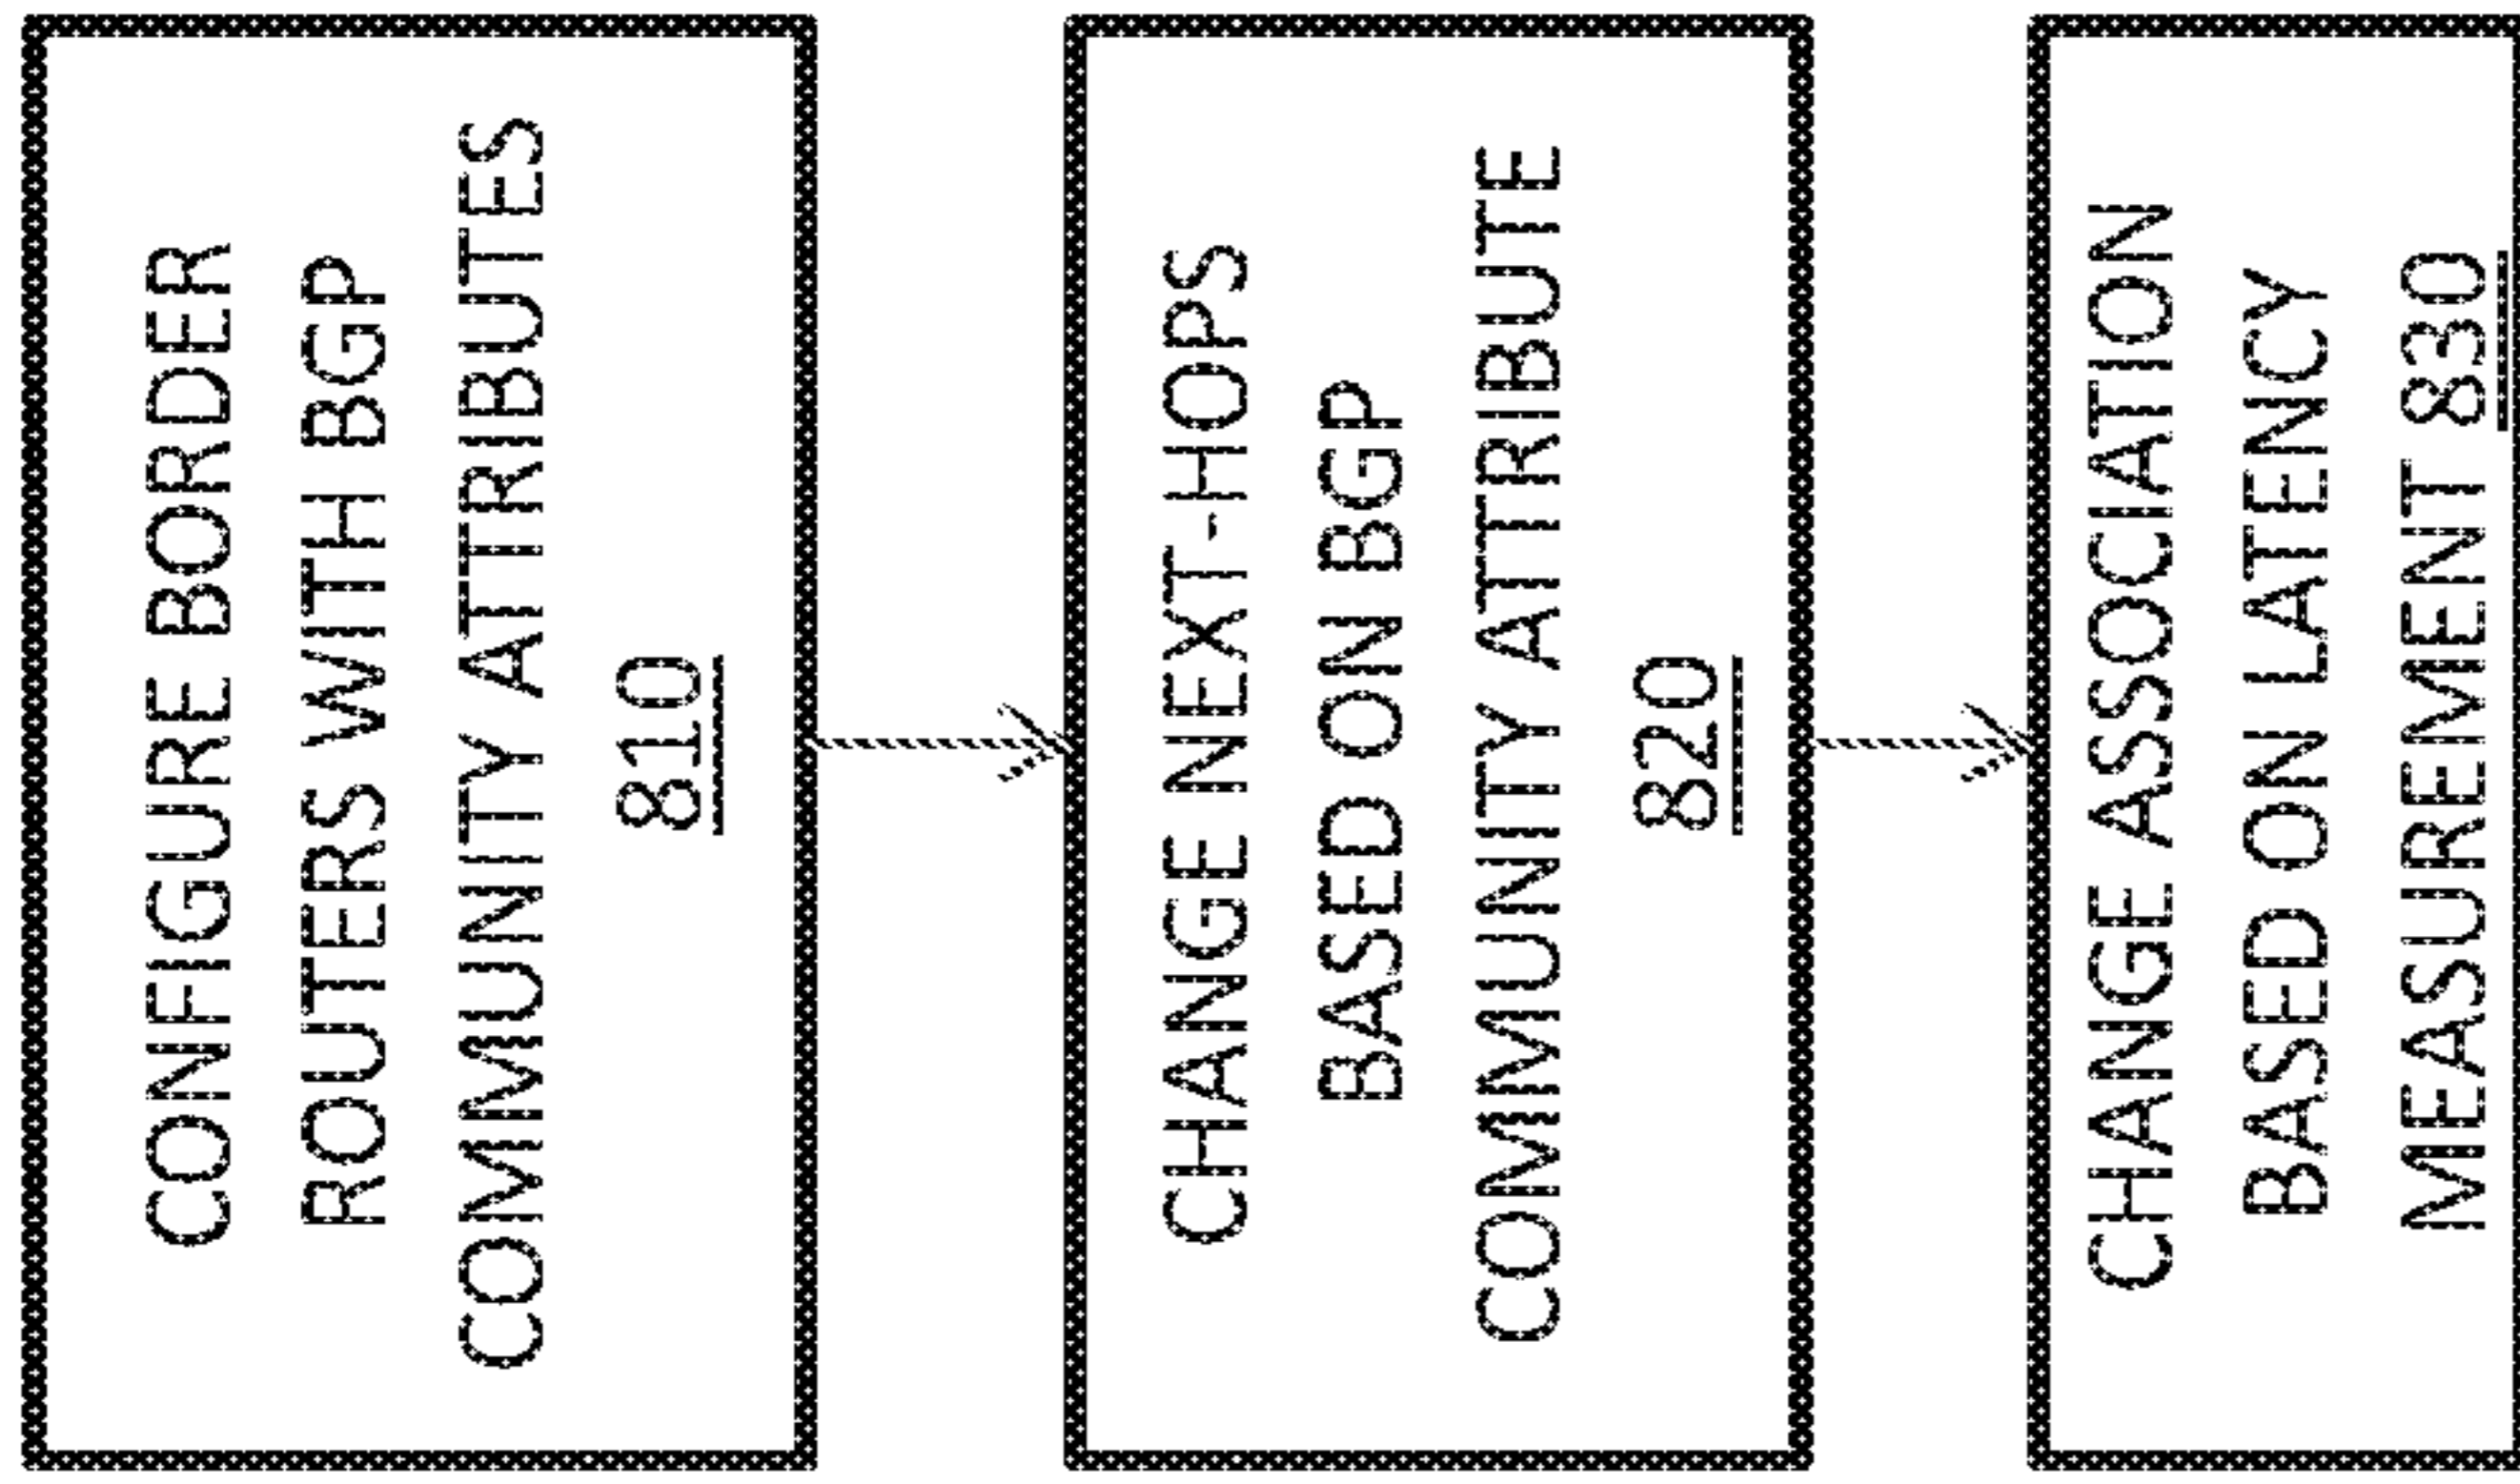 CONFIGURE BORDER
ROUTERS WITH BGP
COMMUNITY ATTRIBUTES
810
CHANGE NEXT-HOPS
BASED ON BGP
COMMUNITY ATTRIBUTE
820
CHANGE ASSOCIATION
BASED ON LATENCY
MEASUREMENT 830